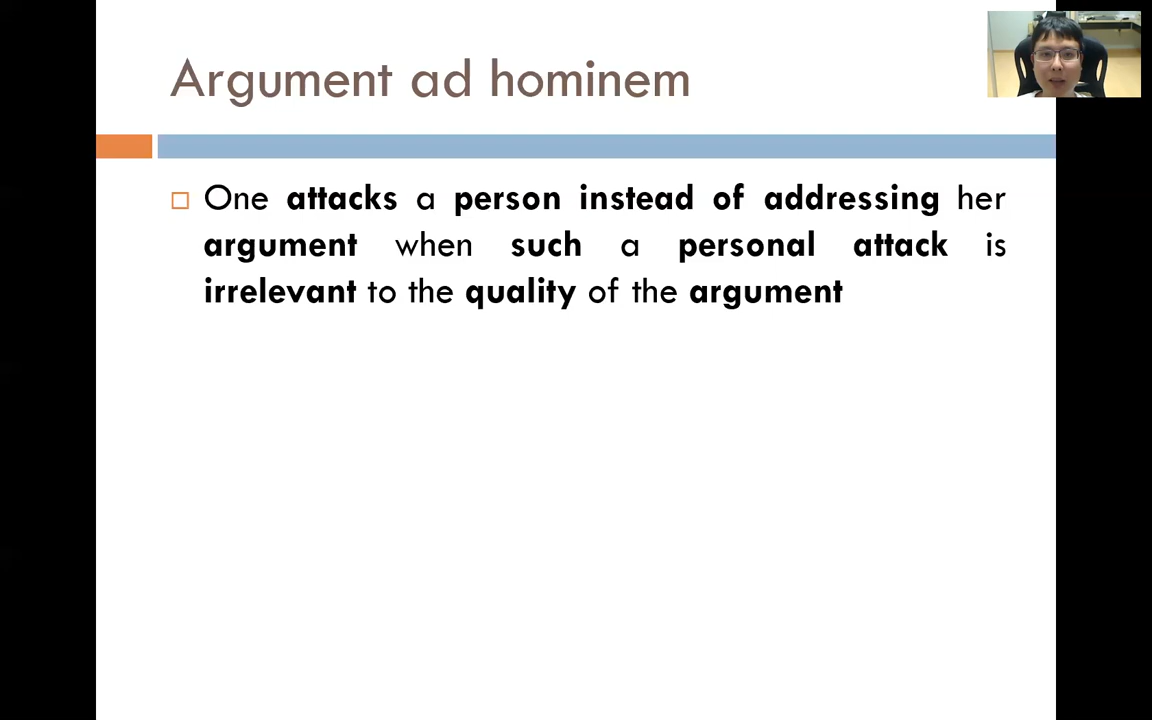 Argument ad hominem
One attacks a person instead of addressing her
argument when such a personal attack is
irrelevant to the quality of the argument